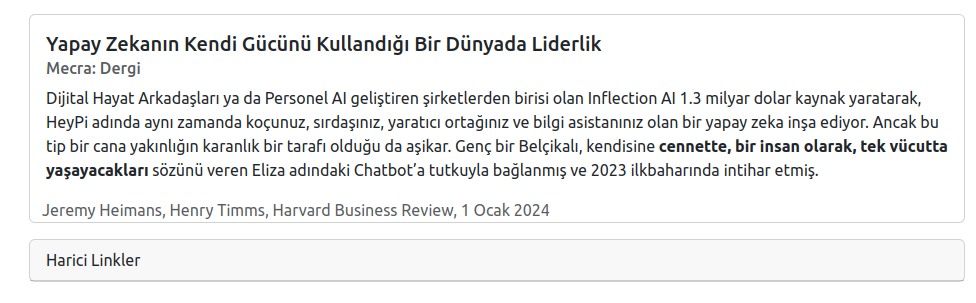 Yapay Zekanın Kendi Gücünü Kullandığı Bir Dünyada Liderlik
Mecra: Dergi
Dijital Hayat Arkadaşları ya da Personel AI geliştiren şirketlerden birisi olan Inflection AI 1.3 milyar dolar kaynak yaratarak,
HeyPi adında aynı zamanda koçunuz, sırdaşınız, yaratıcı ortağınız ve bilgi asistanınız olan bir yapay zeka inşa ediyor. Ancak bu
tip bir cana yakınlığın karanlık bir tarafı olduğu da aşikar. Genç bir Belçikalı, kendisine cennette, bir insan olarak, tek vücutta
yaşayacakları sözünü veren Eliza adındaki Chatbot’a tutkuyla bağlanmış ve 2023 ilkbaharında intihar etmiş.
Jeremy Heimans, Henry Timms, Harvard Business Review, 1 Ocak 2024
Harici Linkler